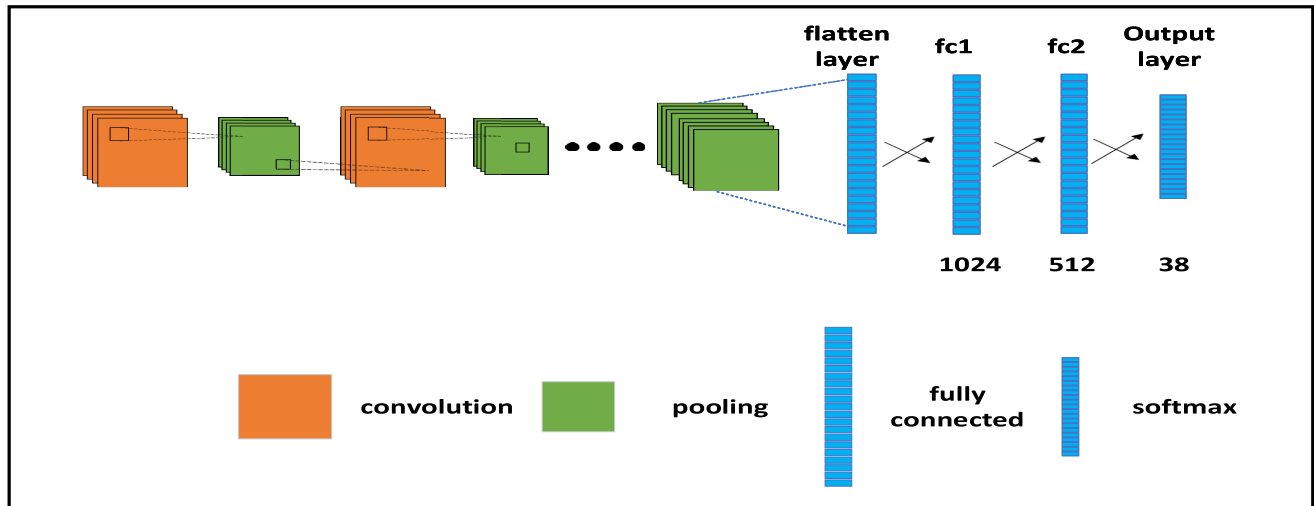 flatten
layer
fc1
fc2
Output
layer
1024
512
38
convolution
pooling
fully
connected
softmax